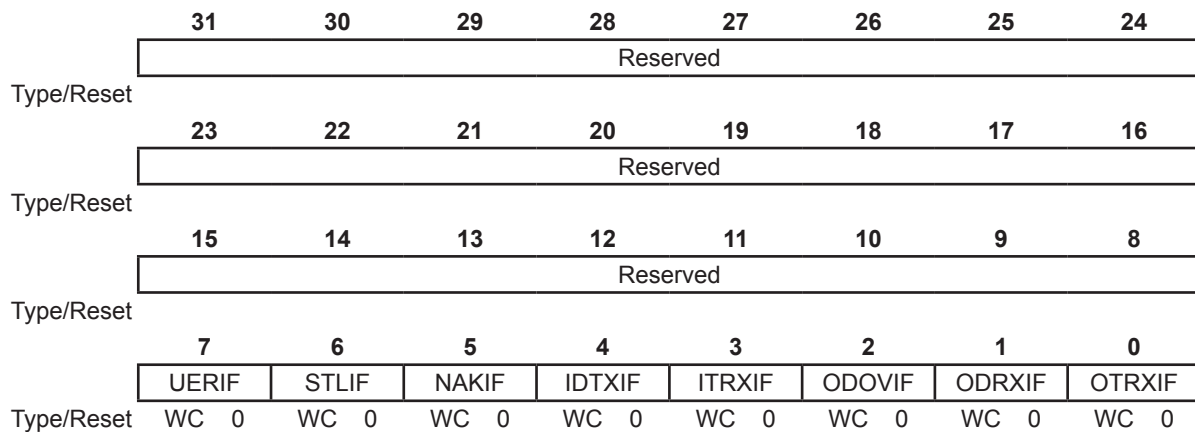 31 30 29 28 27 26 25 24
Reserved
Type/Reset
23 22 21 20 19 18 17 16
Reserved
Type/Reset
15 14 13 12 11 10 9 8
Reserved
Type/Reset
7 6 5 4 3 2 1 0
UERIF STLIF NAKIF IDTXIF ITRXIF ODOVIF ODRXIF OTRXIF
Type/Reset WC 0 WC 0 WC 0 WC 0 WC 0 WC 0 WC 0 WC 0